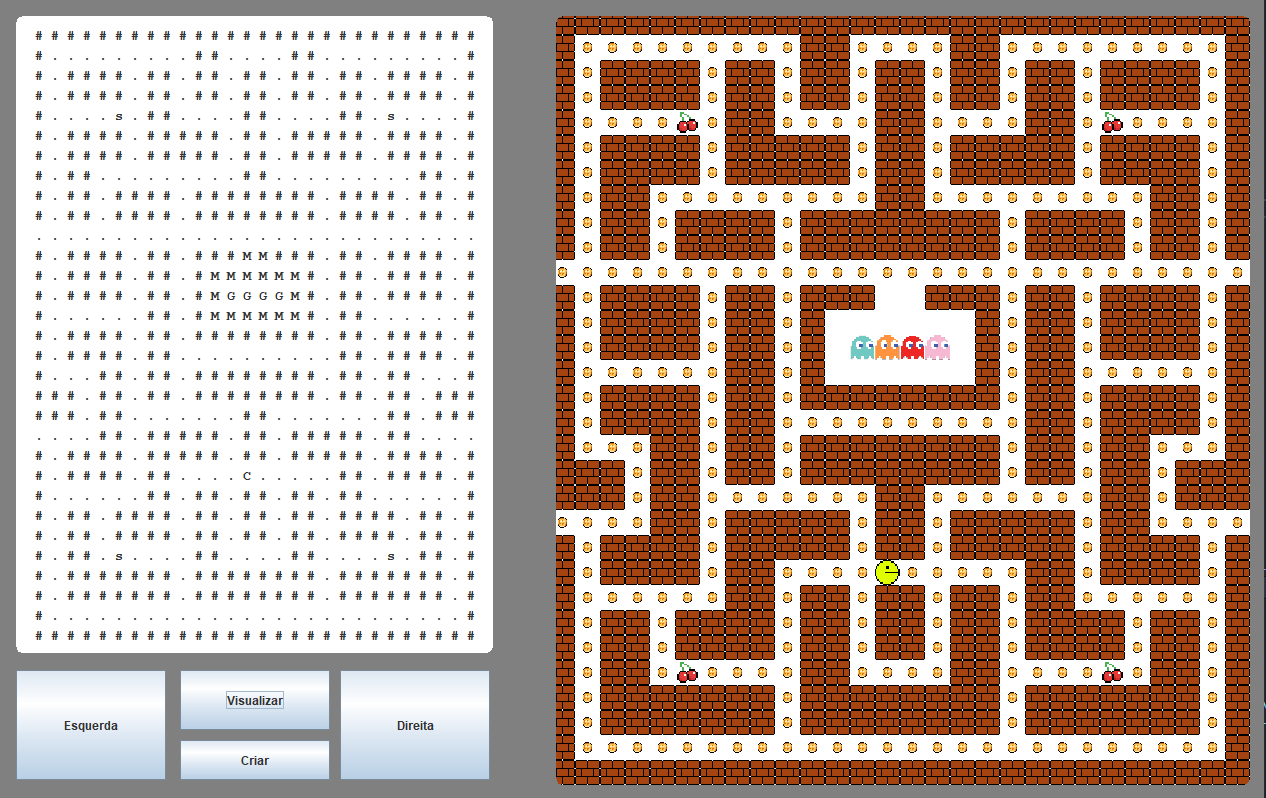 # # # # # # # # # # # # # # # # # # # # # # # # # # # #
# . . . . . . . . . # # . . . . # # . . . . . . . . . #
# . # # # # . # # . # # . # # . # # . # # . # # # # . #
# . # # # # . # # . # # . # # . # # . # # . # # # # . #
# . . . . s . # # . . . . # # . . . . # # . s . . . . #
# . # # # # . # # # # # . # # . # # # # # . # # # # . #
# . # # # # . # # # # # . # # . # # # # # . # # # # . #
# . # # . . . . . . . . . # # . . . . . . . . . # # . #
# . # # . # # # # . # # # # # # # # . # # # # . # # . #
# . # # . # # # # . # # # # # # # # . # # # # . # # . #
. . . . . . . . . . . . . . . . . . . . . . . . . . . .
# . # # # # . # # . # # # M M # # # . # # . # # # # . #
# . # # # # . # # . # M M M M M M # . # # . # # # # . #
# . # # # # . # # . # M G G G G M # . # # . # # # # . #
# . . . . . . # # . # M M M M M M # . # # . . . . . . #
# . # # # # . # # . # # # # # # # # . # # . # # # # . #
# . # # # # . # # . . . . . . . . . . # # . # # # # . #
# . . . # # . # # . # # # # # # # # . # # . # # . . . #
# # # . # # . # # . # # # # # # # # . # # . # # . # # #
# # # . # # . . . . . . . # # . . . . . . . # # . # # #
. . . . # # . # # # # # . # # . # # # # # . # # . . . .
# . # # # # . # # # # # . # # . # # # # # . # # # # . #
# . # # # # . # # . . . . C . . . . . # # . # # # # . #
# . . . . . . # # . # # . # # . # # . # # . . . . . . #
# . # # . # # # # . # # . # # . # # . # # # # . # # . #
# . # # . # # # # . # # . # # . # # . # # # # . # # . #
# . # # . s . . . . # # . . . . # # . . . . s . # # . #
# . # # # # # # # . # # # # # # # # . # # # # # # # . #
# . # # # # # # # . # # # # # # # # . # # # # # # # . #
# . . . . . . . . . . . . . . . . . . . . . . . . . . #
# # # # # # # # # # # # # # # # # # # # # # # # # # # #
Esquerda
Visualizar
Criar
Direita